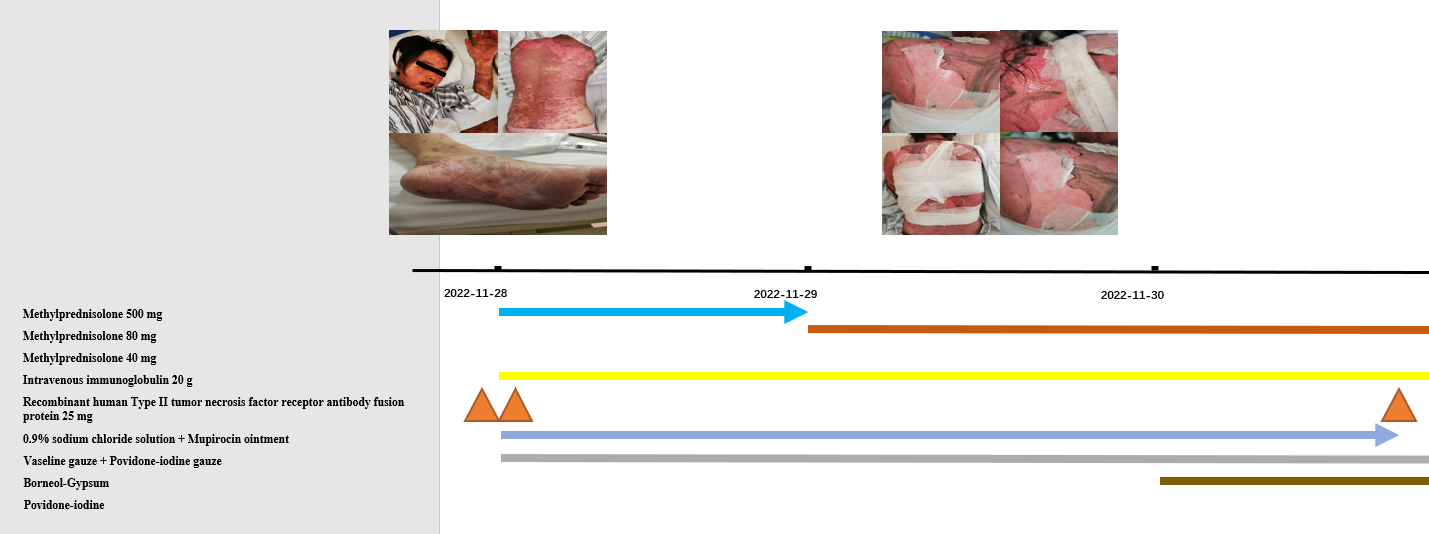 2022-11-28
2022-11-29
2022-11-30
Methylprednisolone 500 mg
Methylprednisolone 80 mg
Methylprednisolone 40 mg
Intravenous immunoglobulin 20 g
Recombinant human Type II tumor necrosis factor receptor antibody fusion
protein 25 mg
0.9% sodium chloride solution + Mupirocin ointment
Vaseline gauze + Povidone-iodine gauze
Borneol-Gypsum
Povidone-iodine